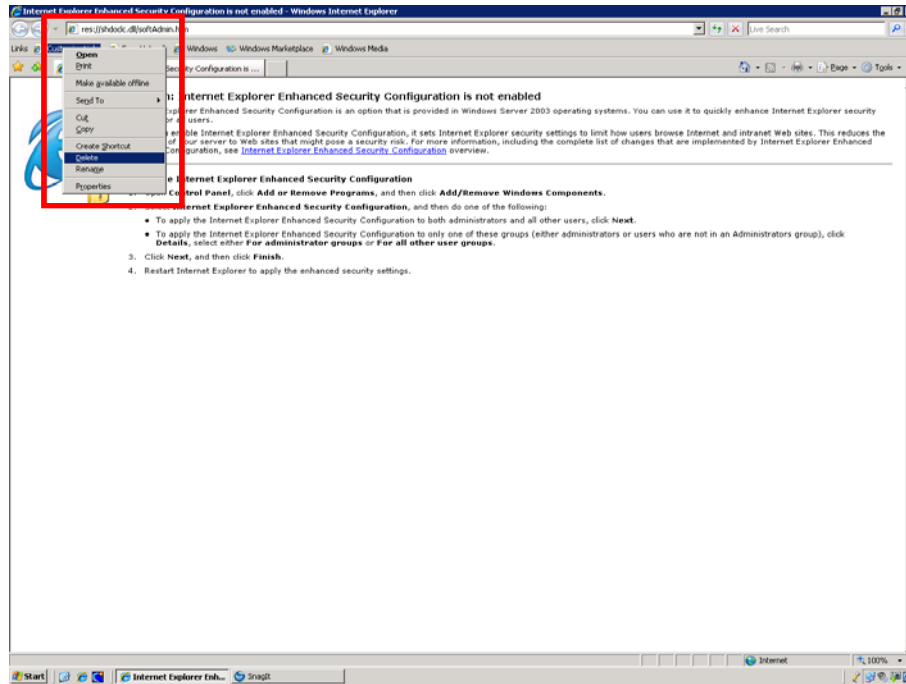 Internet Explorer Enhanced Security Configuration is not enabled - Windows Internet Explorer
res://shdoclc.dll/softAdmin.htm
Live Search
Links
Windows
Windows Marketplace
Windows Media
Security Configuration is ...
Page
Tools
Open
Print
Make available offline
Send To
Cut
Copy
Create Shortcut
Delete
Rename
Properties
Internet Explorer Enhanced Security Configuration is not enabled
Explorer Enhanced Security Configuration is an option that is provided in Windows Server 2003 operating systems. You can use it to quickly enhance Internet Explorer security
users.
enable Internet Explorer Enhanced Security Configuration, it sets Internet Explorer security settings to limit how users browse Internet and intranet Web sites. This reduces the
of your server to Web sites that might pose a security risk. For more information, including the complete list of changes that are implemented by Internet Explorer Enhanced
Configuration, see Internet Explorer Enhanced Security Configuration overview.
Internet Explorer Enhanced Security Configuration
Control Panel, click Add or Remove Programs, and then click Add/Remove Windows Components.
Internet Explorer Enhanced Security Configuration, and then do one of the following:
• To apply the Internet Explorer Enhanced Security Configuration to both administrators and all other users, click Next.
• To apply the Internet Explorer Enhanced Security Configuration to only one of these groups (either administrators or users who are not in an Administrators group), click
Details, select either For administrator groups or For all other user groups.
3. Click Next, and then click Finish.
4. Restart Internet Explorer to apply the enhanced security settings.
Internet
100%
Start
Internet Explorer Enh...
SnagIt